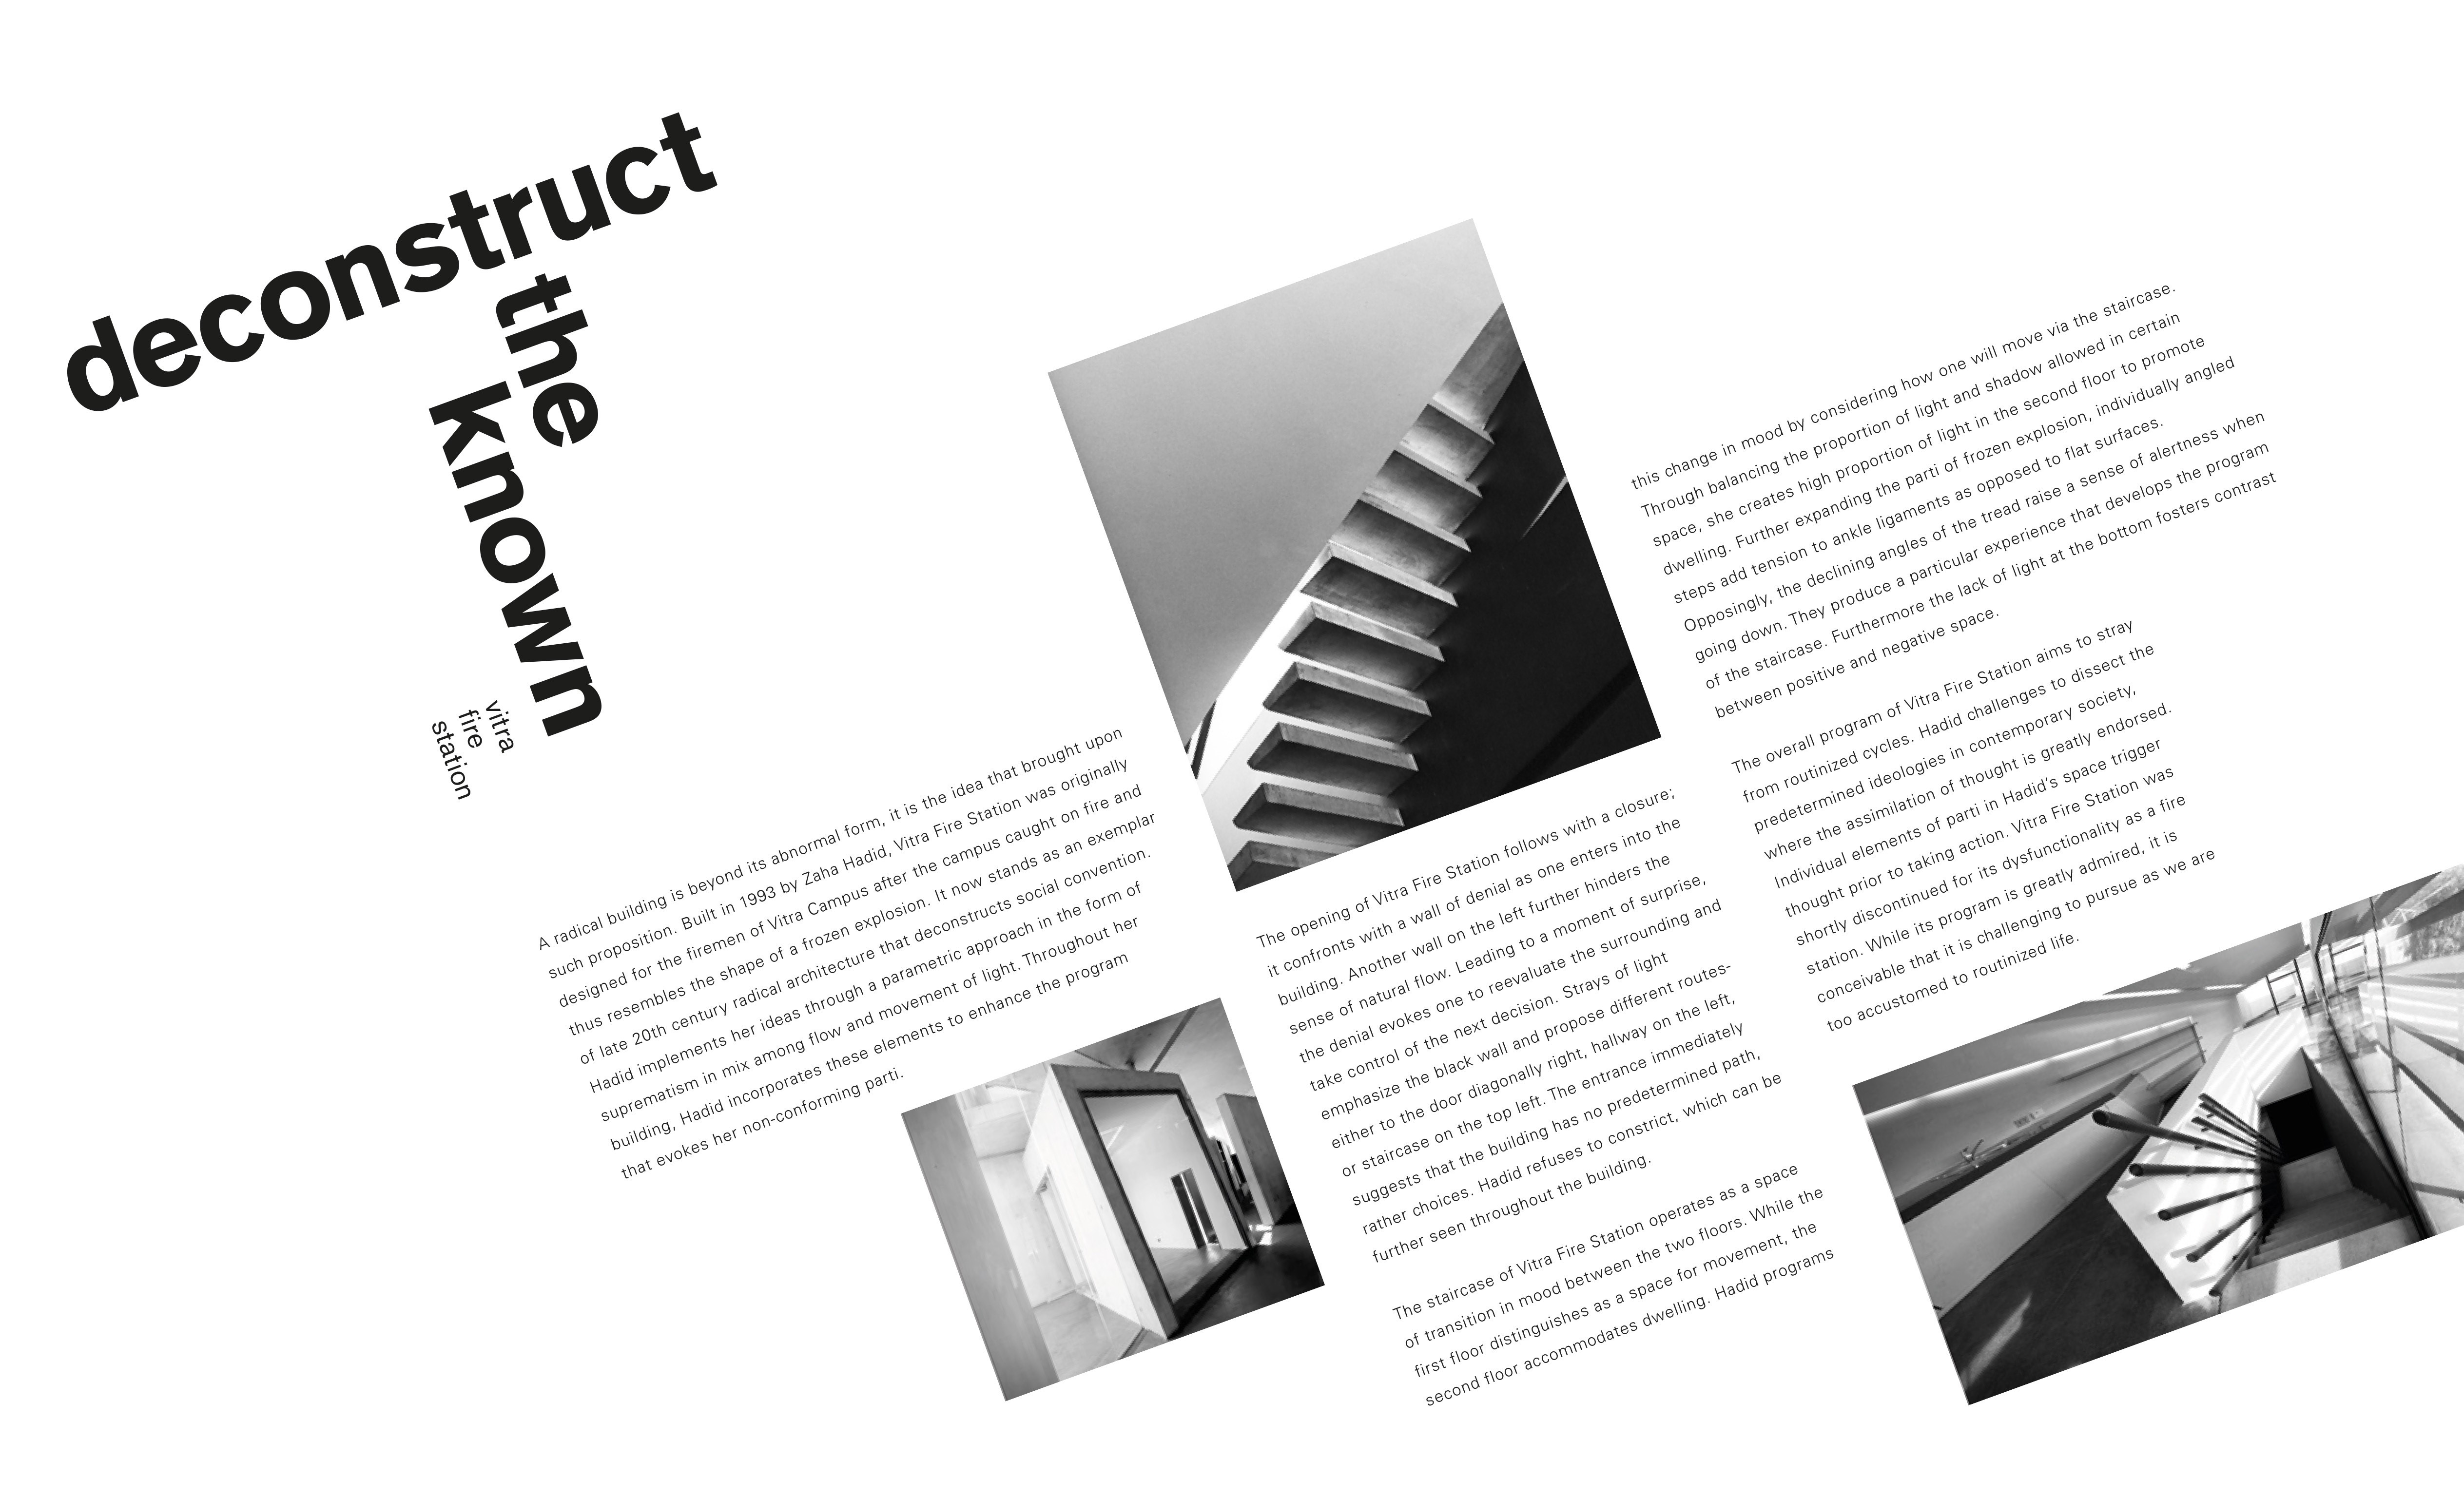 deconstruct
the
known
vitra
fire
station
A radical building is beyond its abnormal form, it is the idea that brought upon
such proposition. Built in 1993 by Zaha Hadid, Vitra Fire Station was originally
designed for the firemen of Vitra Campus after the campus caught on fire and
thus resembles the shape of a frozen explosion. It now stands as an exemplar
of late 20th century radical architecture that deconstructs social convention.
Hadid implements her ideas through a parametric approach in the form of
suprematism in mix among flow and movement of light. Throughout her
building, Hadid incorporates these elements to enhance the program
that evokes her non-conforming parti.
The opening of Vitra Fire Station follows with a closure;
it confronts with a wall of denial as one enters into the
building. Another wall on the left further hinders the
sense of natural flow. Leading to a moment of surprise,
the denial evokes one to reevaluate the surrounding and
take control of the next decision. Strays of light
emphasize the black wall and propose different routes-
either to the door diagonally right, hallway on the left,
or staircase on the top left. The entrance immediately
suggests that the building has no predetermined path,
rather choices. Hadid refuses to constrict, which can be
further seen throughout the building.
The staircase of Vitra Fire Station operates as a space
of transition in mood between the two floors. While the
first floor distinguishes as a space for movement, the
second floor accommodates dwelling. Hadid programs
this change in mood by considering how one will move via the staircase.
Through balancing the proportion of light and shadow allowed in certain
space, she creates high proportion of light in the second floor to promote
dwelling. Further expanding the parti of frozen explosion, individually angled
steps add tension to ankle ligaments as opposed to flat surfaces.
Opposingly, the declining angles of the tread raise a sense of alertness when
going down. They produce a particular experience that develops the program
of the staircase. Furthermore the lack of light at the bottom fosters contrast
between positive and negative space.
The overall program of Vitra Fire Station aims to stray
from routinized cycles. Hadid challenges to dissect the
predetermined ideologies in contemporary society,
where the assimilation of thought is greatly endorsed.
Individual elements of parti in Hadid's space trigger
thought prior to taking action. Vitra Fire Station was
shortly discontinued for its dysfunctionality as a fire
station. While its program is greatly admired, it is
conceivable that it is challenging to pursue as we are
too accustomed to routinized life.